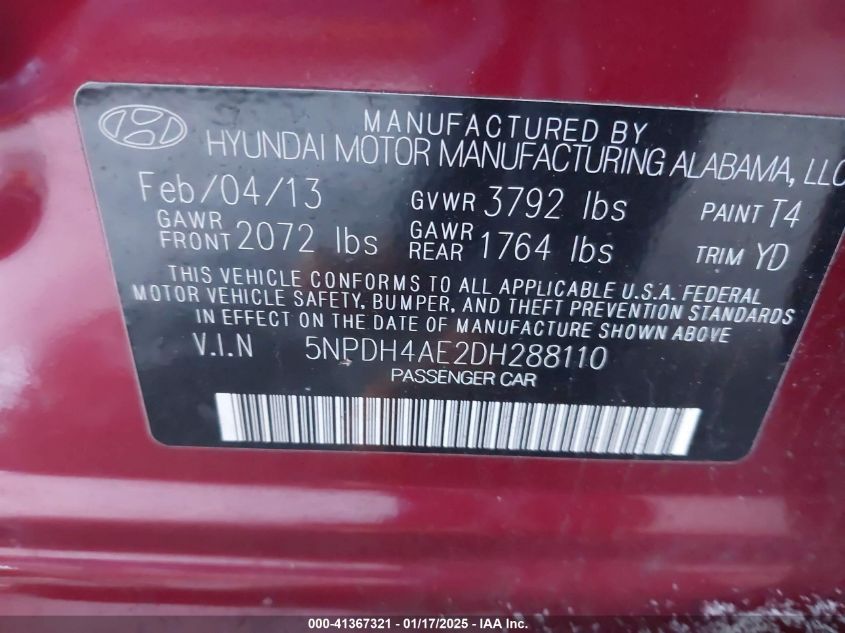 MANUFACTURED BY
HYUNDAI MOTOR MANUFACTURING ALABAMA, LLC
Feb/04/13 GVWR 3792 lbs PAINT T4
GAWR FRONT 2072 lbs GAWR REAR 1764 lbs TRIM YD
THIS VEHICLE CONFORMS TO ALL APPLICABLE U.S.A. FEDERAL
MOTOR VEHICLE SAFETY, BUMPER, AND THEFT PREVENTION STANDARDS
IN EFFECT ON THE DATE OF MANUFACTURE SHOWN ABOVE
V.I.N 5NPDH4AE2DH288110
PASSENGER CAR
000-41367321 - 01/17/2025 - IAA Inc.